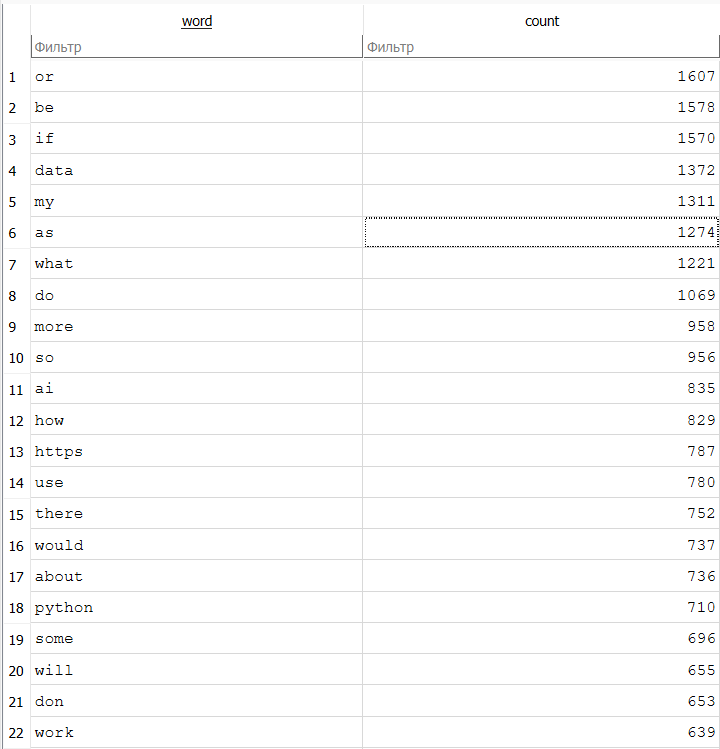 word count
Фильтр Фильтр
1 or 1607
2 be 1578
3 if 1570
4 data 1372
5 my 1311
6 as 1274
7 what 1221
8 do 1069
9 more 958
10 so 956
11 ai 835
12 how 829
13 https 787
14 use 780
15 there 752
16 would 737
17 about 736
18 python 710
19 some 696
20 will 655
21 don 653
22 work 639